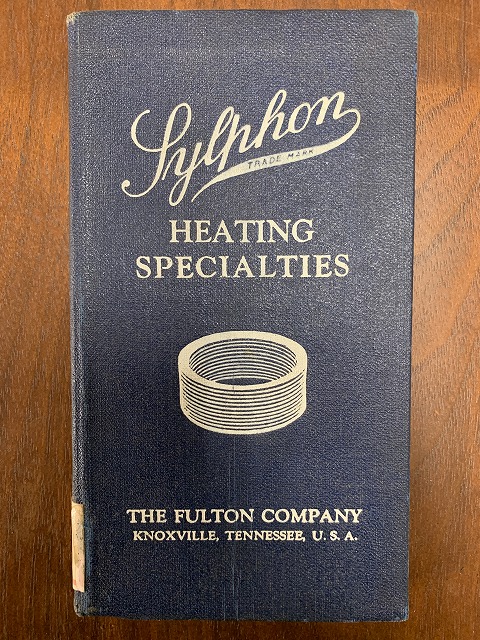 Sylphon
TRADE MARK
HEATING
SPECIALTIES
THE FULTON COMPANY
KNOXVILLE, TENNESSEE, U. S. A.